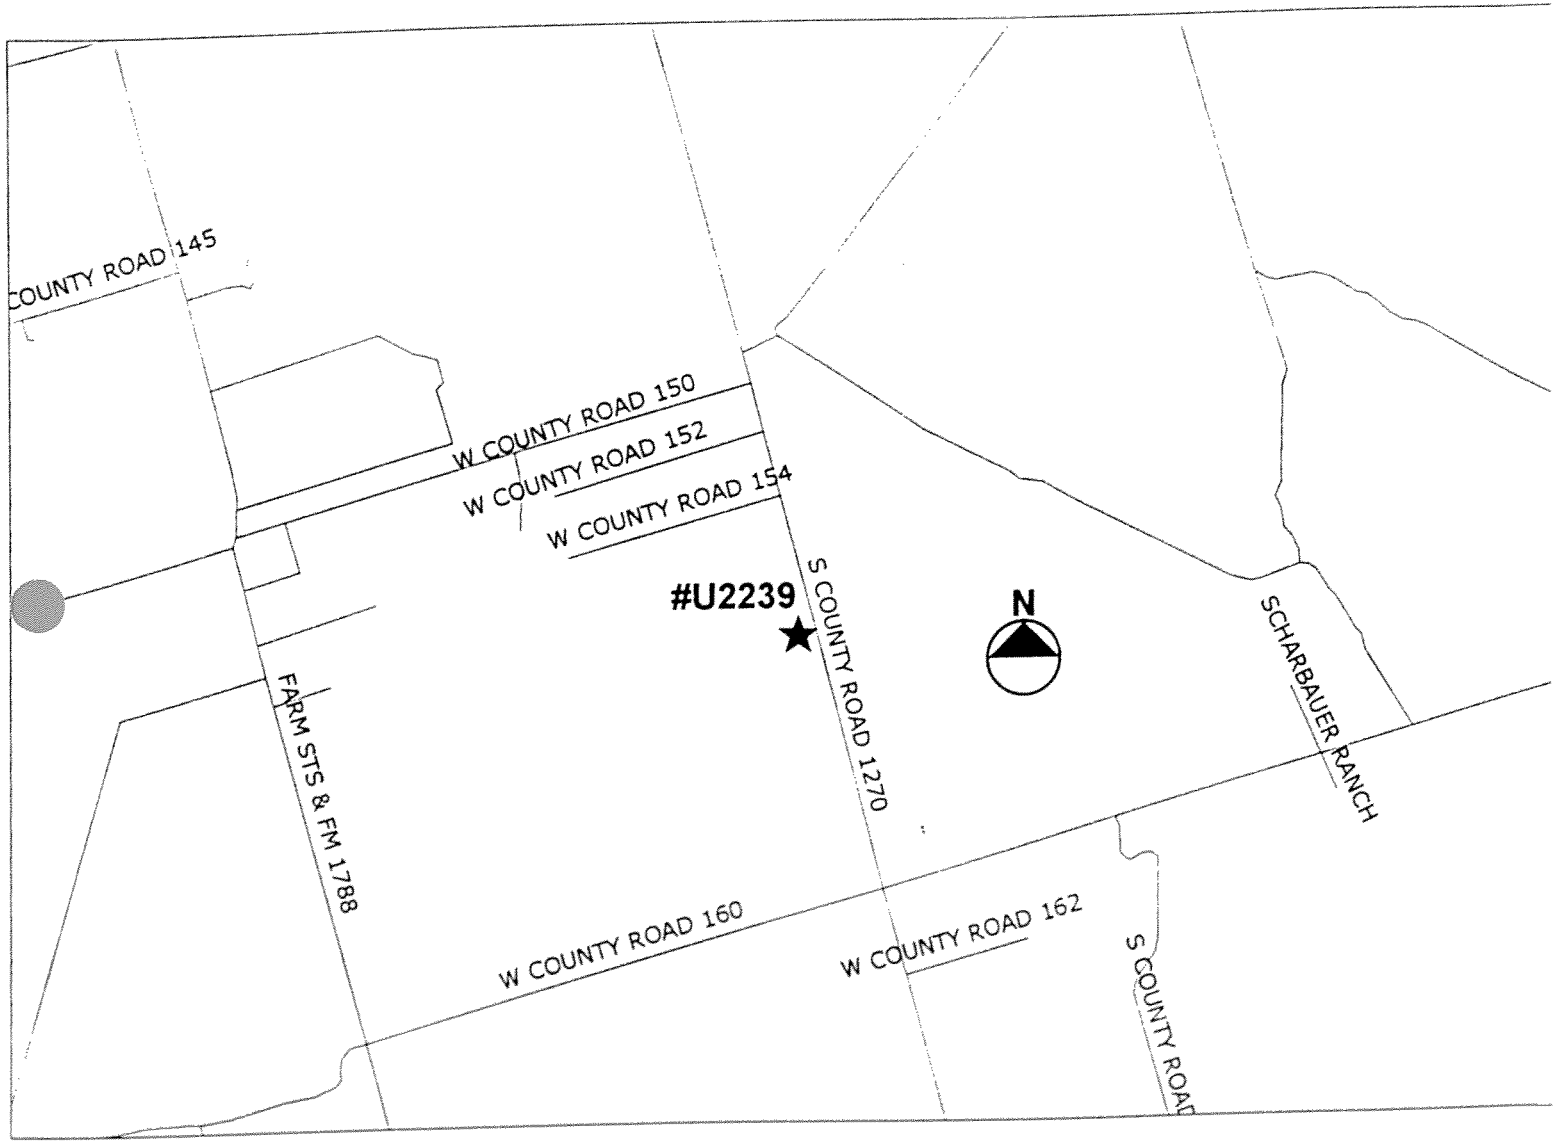 COUNTY ROAD 145
W COUNTY ROAD 150
W COUNTY ROAD 152
W COUNTY ROAD 154
#U2239
S COUNTY ROAD 1270
N
SCHARBAUER RANCH
FARM STS & FM 1788
W COUNTY ROAD 160
W COUNTY ROAD 162
S COUNTY ROAD